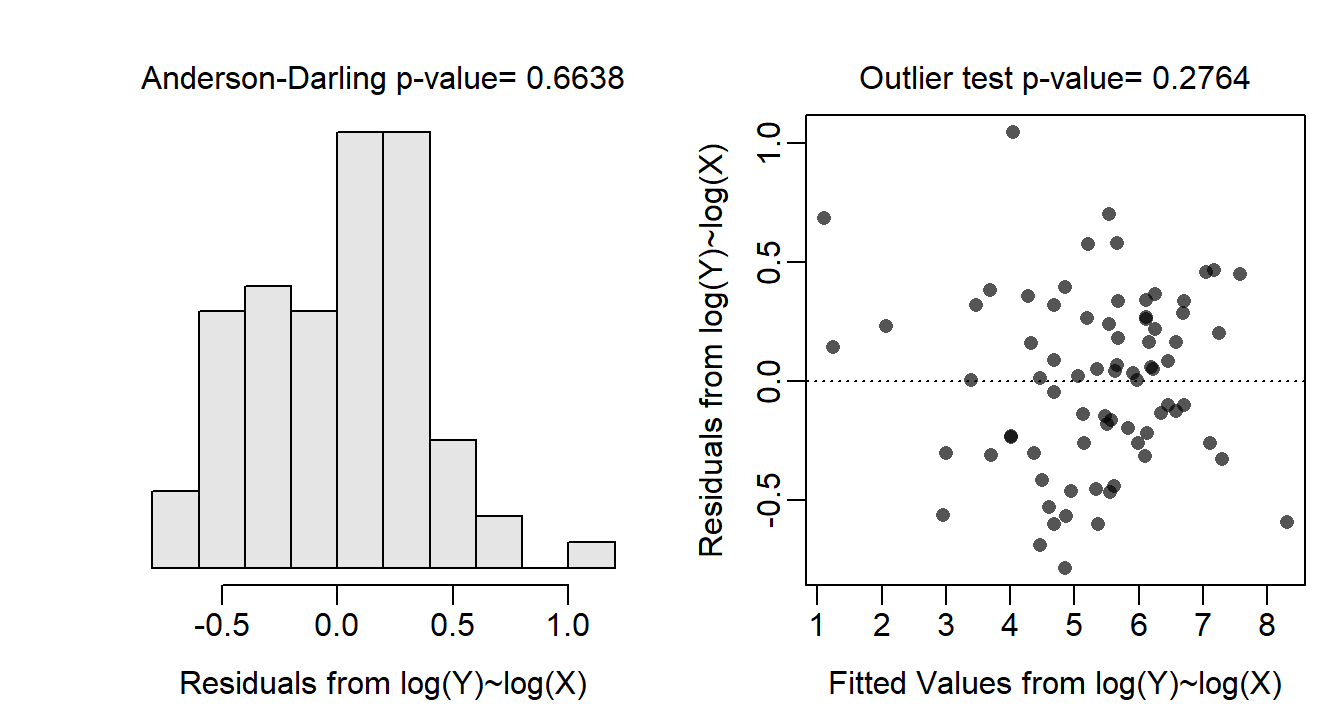 Anderson-Darling p-value= 0.6638
-0.5 0.0 0.5 1.0
Residuals from log(Y)~log(X)
Outlier test p-value= 0.2764
Residuals from log(Y)~log(X)
1.0
0.5
0.0
-0.5
1 2 3 4 5 6 7 8
Fitted Values from log(Y)~log(X)